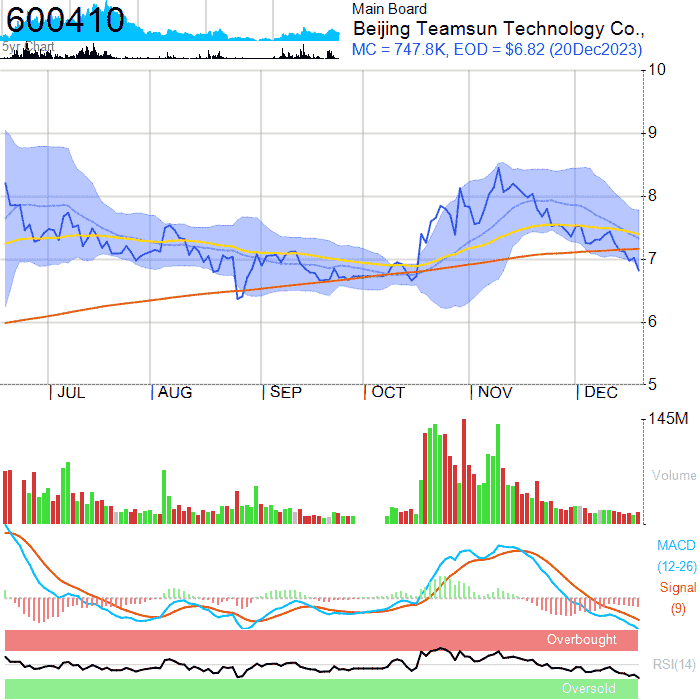 600410
5yr Chart
Main Board
Beijing Teamsun Technology Co.,
MC = 747.8K, EOD = $6.82 (20Dec2023)
10
9
8
7
6
5
JUL
AUG
SEP
OCT
NOV
DEC
145M
Volume
MACD
(12-26)
Signal
(9)
Overbought
RSI(14)
Oversold